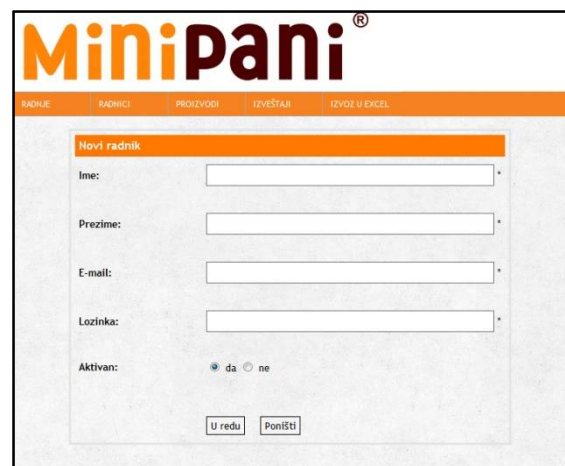 MiniPani®
RADNJE RADNICI PROIZVODI IZVEŠTAJI IZVOZ U EXCEL
Novi radnik
Ime: *
Prezime: *
E-mail: *
Lozinka: *
Aktivan: da ne
U redu Poništi